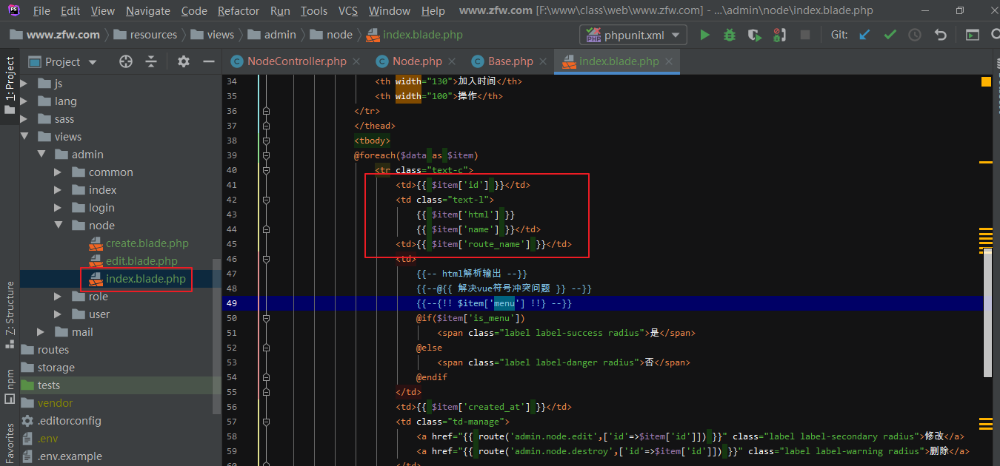 File Edit View Navigate Code Refactor Run Tools VCS Window Help www.zfw.com [F:\www\class\web\www.zfw.com] - ...\admin\node\index.blade.php
www.zfw.com resources views admin node index.blade.php phpunit.xml Git:
1: Project
Z: Structure
npm
Favorites
Project
js
lang
sass
views
admin
common
index
login
node
create.blade.php
edit.blade.php
index.blade.php
role
user
mail
routes
storage
tests
vendor
.editorconfig
.env
.env.example
NodeController.php Node.php Base.php index.blade.php
34 <th width="130">加入时间</th>
35 <th width="100">操作</th>
36 </tr>
37 </thead>
38 <tbody>
39 @foreach($data as $item)
40 <tr class="text-c">
41 <td>{{ $item['id'] }}</td>
42 <td class="text-l">
43 {{ $item['html'] }}
44 {{ $item['name'] }}</td>
45 <td>{{ $item['route_name'] }}</td>
46 <td>
47 {{-- html解析输出 --}}
48 {{--@{{ 解决vue符号冲突问题 }} --}}
49 {{--{!! $item['menu'] !!} --}}
50 @if($item['is_menu'])
51 <span class="label label-success radius">是</span>
52 @else
53 <span class="label label-danger radius">否</span>
54 @endif
55 </td>
56 <td>{{ $item['created_at'] }}</td>
57 <td class="td-manage">
58 <a href="{{ route('admin.node.edit',['id'=>$item['id']]) }}" class="label label-secondary radius">修改</a>
59 <a href="{{ route('admin.node.destroy',['id'=>$item['id']]) }}" class="label label-warning radius">删除</a>
60 </td>